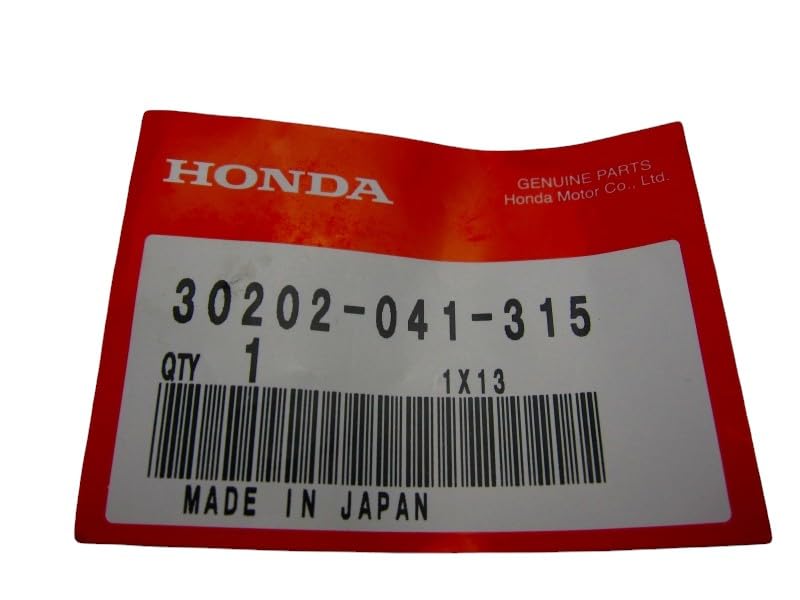 HONDA
GENUINE PARTS
Honda Motor Co., Ltd.
30202-041-315
QTY 1 1X13
MADE IN JAPAN